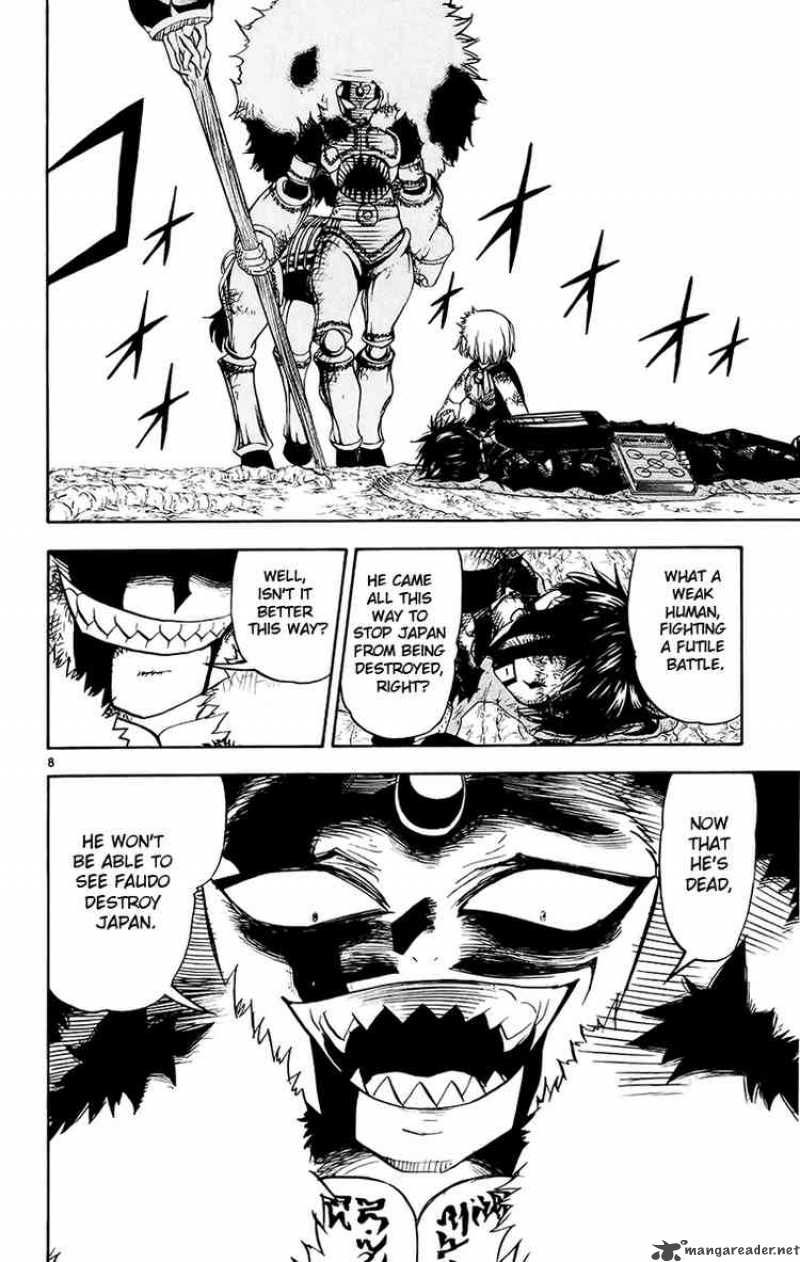 WHAT A
WEAK
HUMAN,
FIGHTING
A FUTILE
BATTLE.
HE CAME
ALL THIS
WAY TO
STOP JAPAN
FROM BEING
DESTROYED,
RIGHT?
WELL,
ISN'T IT
BETTER
THIS WAY?
8
NOW
THAT
HE'S
DEAD,
HE WON'T
BE ABLE TO
SEE FAUDO
DESTROY
JAPAN.
mangareader.net